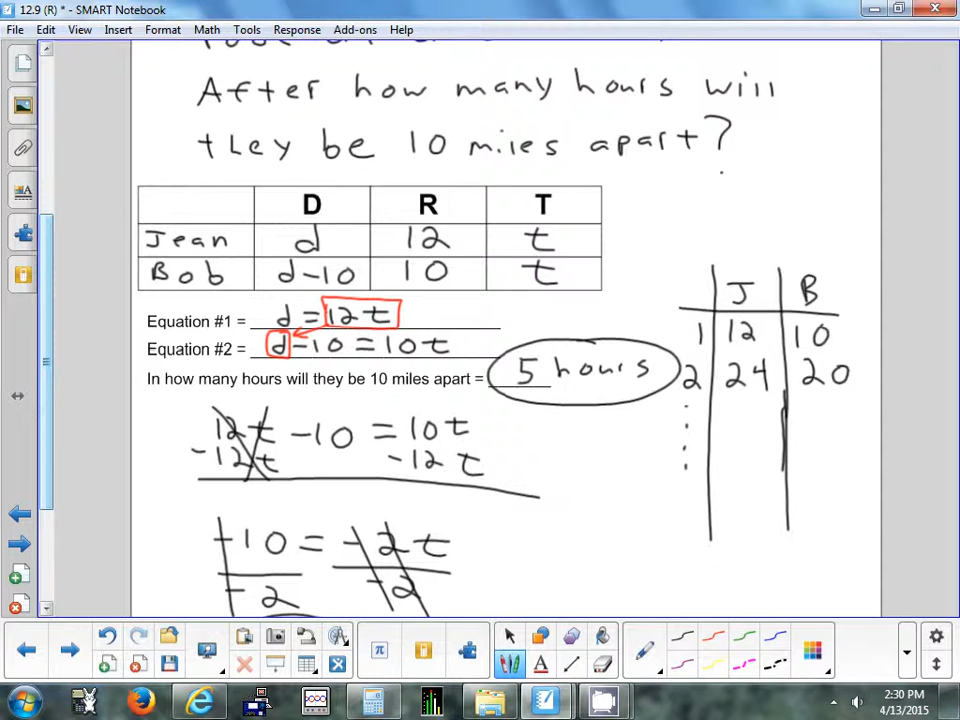 12.9 (R) * - SMART Notebook
File Edit View Insert Format Math Tools Response Add-ons Help
After how many hours will
they be 10 miles apart?
D R T
Jean d 12 t
Bob d-10 10 t
Equation #1 = d = 12t
Equation #2 = d-10 = 10t
In how many hours will they be 10 miles apart = 5 hours
J B
1 12 10
2 24 20
12t - 10 = 10t
-12t -12t
-10 = -2t
-2 -2
2:30 PM
4/13/2015